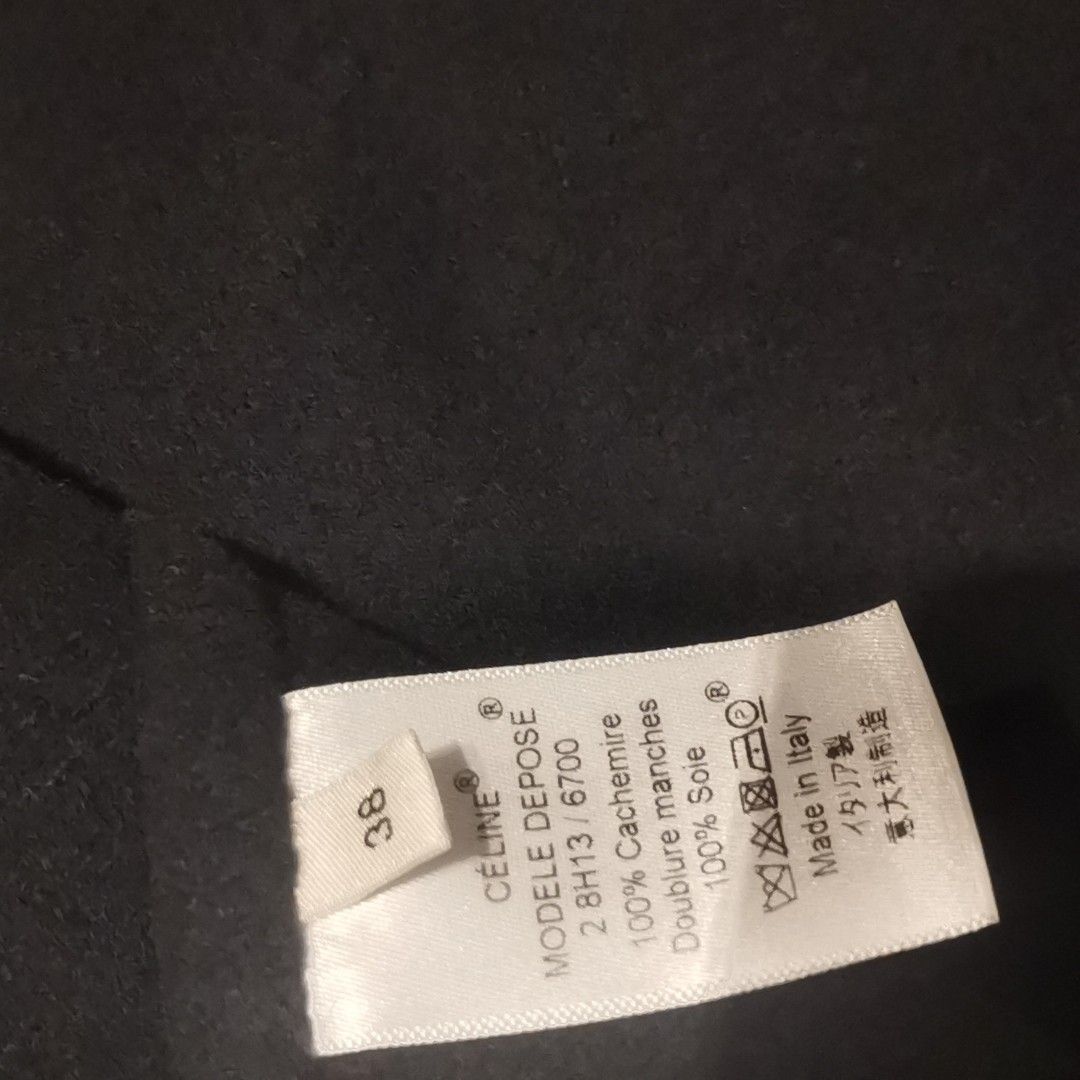 38
CÉLINE®
MODELE DEPOSE®
2 8H13 / 6700
100% Cachemire
Doublure manches
100% Soie®
P
Made in Italy
イタリア製
意大利制造